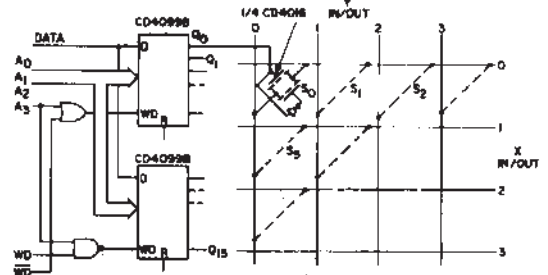 1/4 CD4016
IN/OUT
CD4099B
Q0
0 1 2 3
DATA
D
Q1
A0
A1
A2
A3
WD
R
S0
S1
S2
0
1
X
IN/OUT
CD4099B
D
S5
2
WD
WD
WD
R
Q15
3